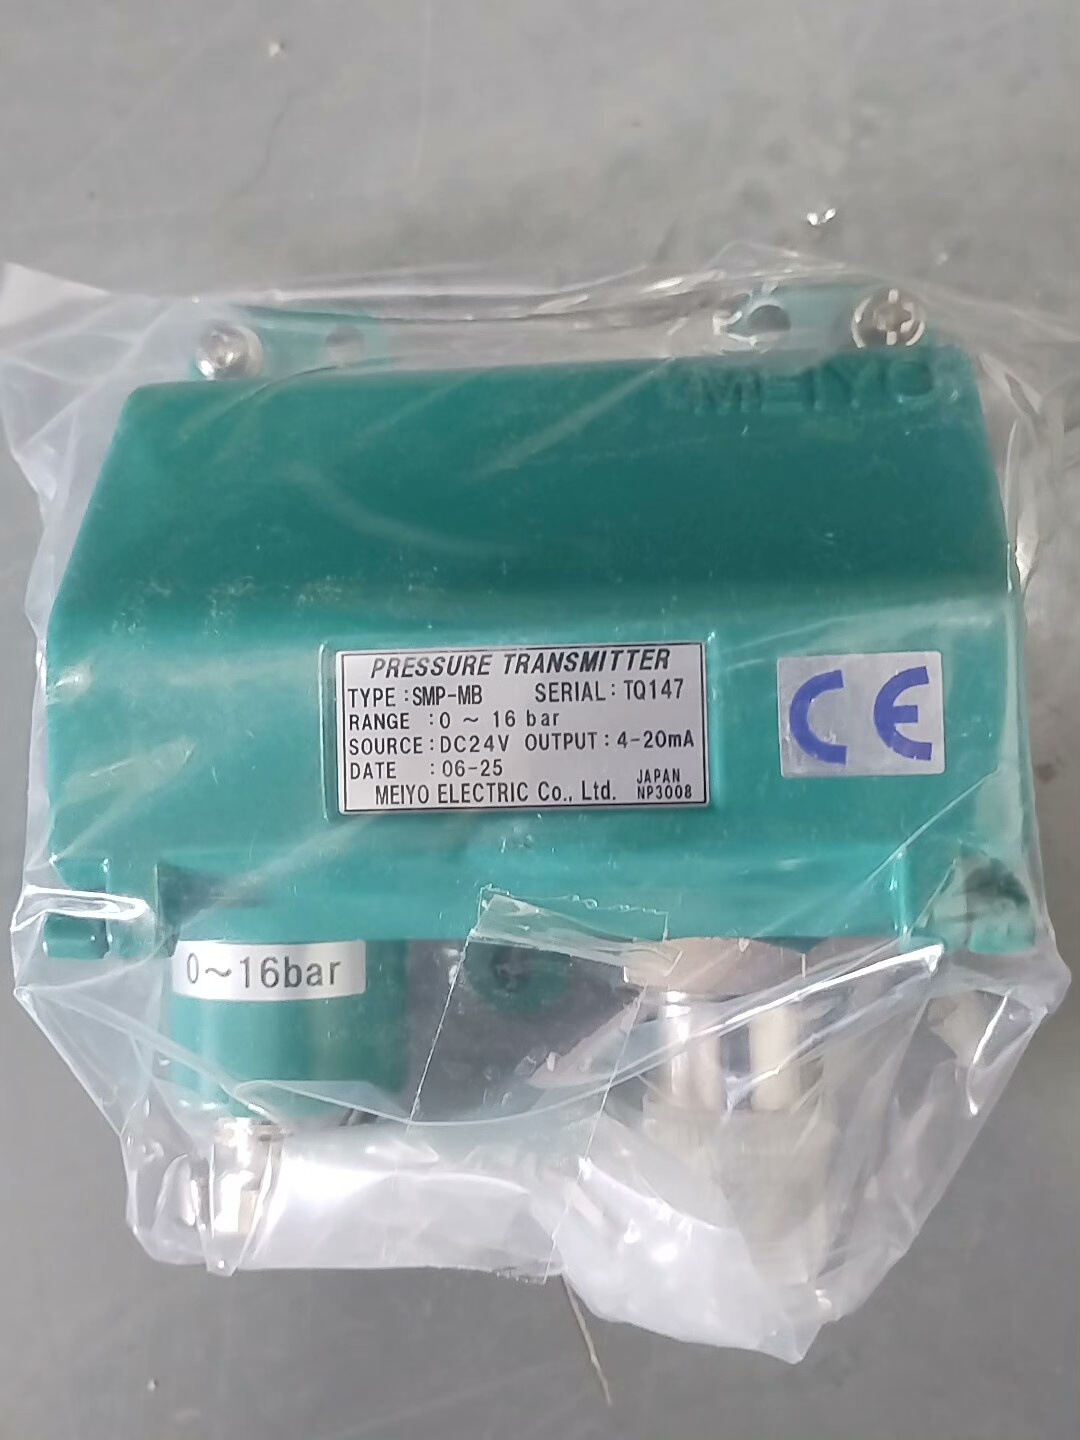 MEIYO
PRESSURE TRANSMITTER
TYPE : SMP-MB SERIAL : TQ147
RANGE : 0 ~ 16 bar
SOURCE : DC24V OUTPUT : 4-20mA
DATE : 06-25
MEIYO ELECTRIC Co., Ltd. JAPAN NP3008
CE
0~16bar